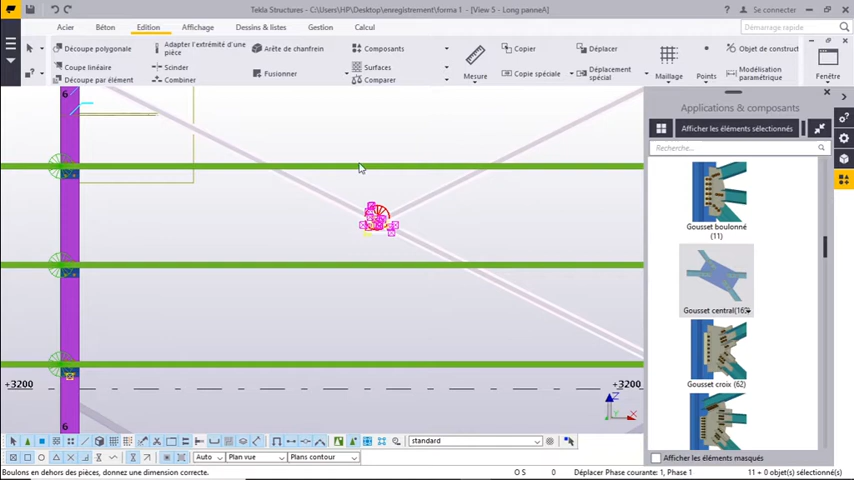 Tekla Structures - C:\Users\HP\Desktop\enregistrement\forma 1 - [View 5 - Long panneA]
Se connecter
Acier
Béton
Edition
Affichage
Dessins & listes
Gestion
Calcul
Démarrage rapide
Découpe polygonale
Coupe linéaire
Découpe par élément
Adapter l'extrémité d'une pièce
Scinder
Combiner
Arête de chanfrein
Fusionner
Composants
Surfaces
Comparer
Mesure
Copier
Copie spéciale
Déplacer
Déplacement spécial
Maillage
Points
Objet de construct
Modélisation paramétrique
Fenêtre
6
+3200
+3200
6
Z
Y
X
Applications & composants
Afficher les éléments sélectionnés
Recherche...
Gousset boulonné
(11)
Gousset central(16
Gousset croix (62)
Afficher les éléments masqués
standard
Auto
Plan vue
Plans contour
Boulons en dehors des pièces, donnez une dimension correcte.
O S
0
Déplacer
Phase courante: 1, Phase 1
11 + 0 objet(s) sélectionné(s)